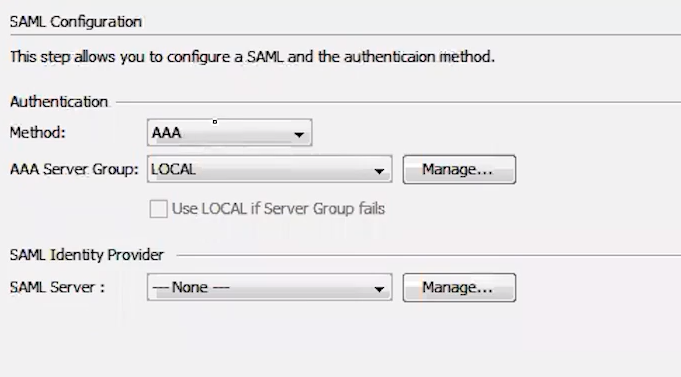 SAML Configuration
This step allows you to configure a SAML and the authenticaion method.
Authentication
Method: AAA
AAA Server Group: LOCAL Manage...
Use LOCAL if Server Group fails
SAML Identity Provider
SAML Server : --- None --- Manage...